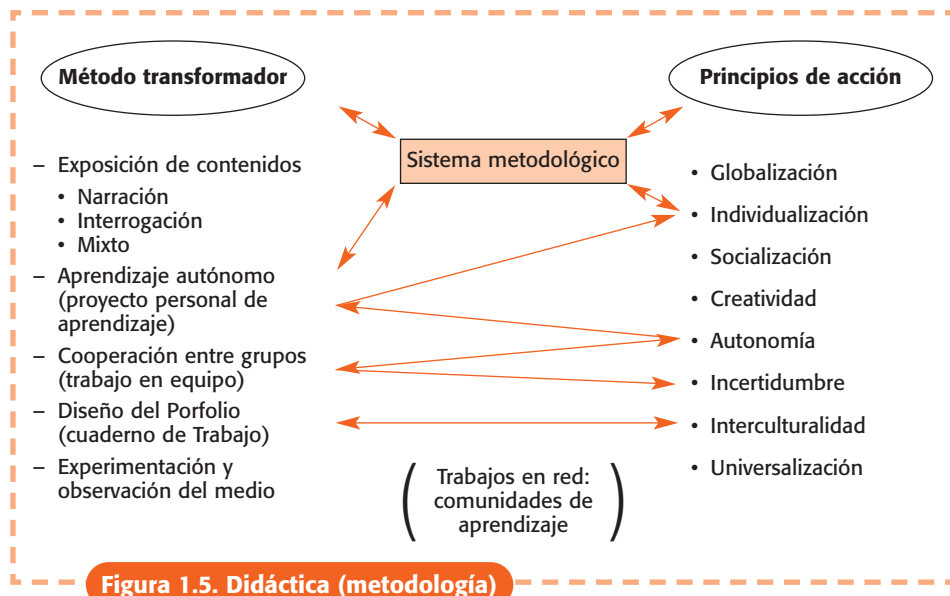 Método transformador
Principios de acción
Sistema metodológico
– Exposición de contenidos
• Narración
• Interrogación
• Mixto
– Aprendizaje autónomo
(proyecto personal de
aprendizaje)
– Cooperación entre grupos
(trabajo en equipo)
– Diseño del Porfolio
(cuaderno de Trabajo)
– Experimentación y
observación del medio
• Globalización
• Individualización
• Socialización
• Creatividad
• Autonomía
• Incertidumbre
• Interculturalidad
• Universalización
(Trabajos en red:
comunidades de
aprendizaje)
Figura 1.5. Didáctica (metodología)